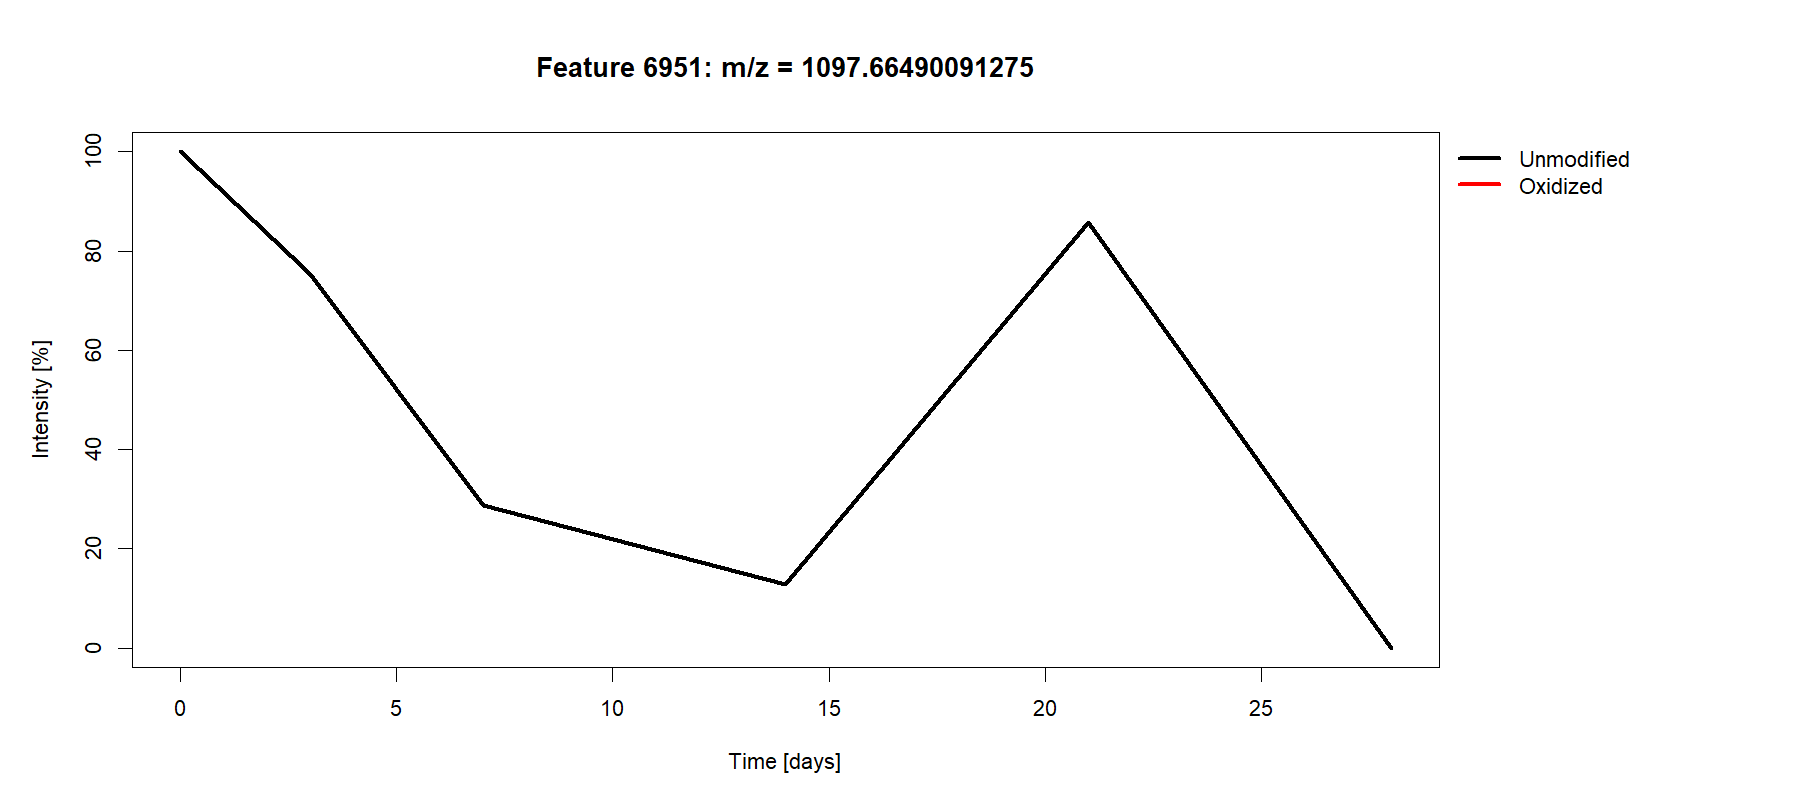 Feature 6951: m/z = 1097.66490091275
Unmodified
Oxidized
Intensity [%]
100
80
60
40
20
0
0 5 10 15 20 25
Time [days]